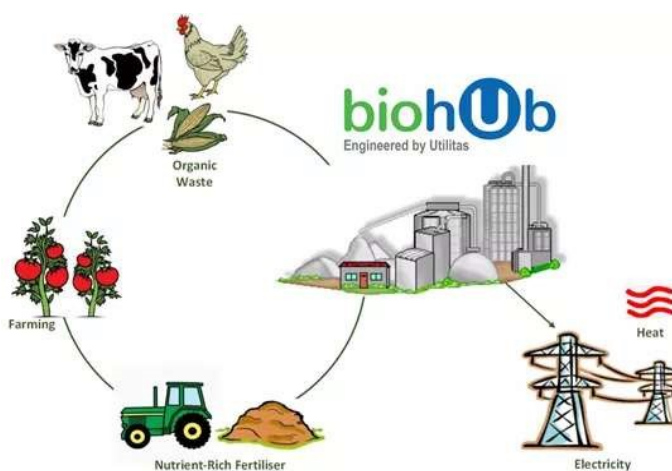 biohUb
Engineered by Utilitas
Organic
Waste
Farming
Heat
Nutrient-Rich Fertiliser
Electricity